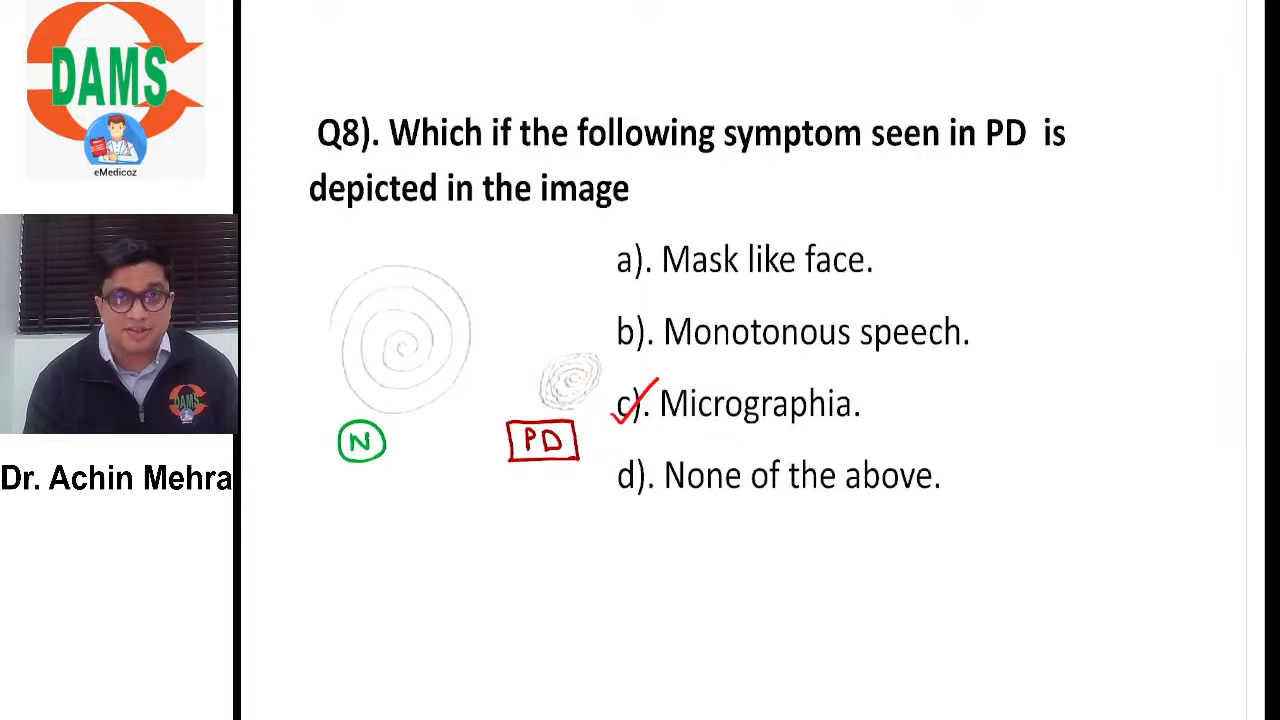 DAMS
eMedicoz
Q8). Which if the following symptom seen in PD is
depicted in the image
a). Mask like face.
b). Monotonous speech.
c). Micrographia.
d). None of the above.
N
PD
DAMS
Dr. Achin Mehra